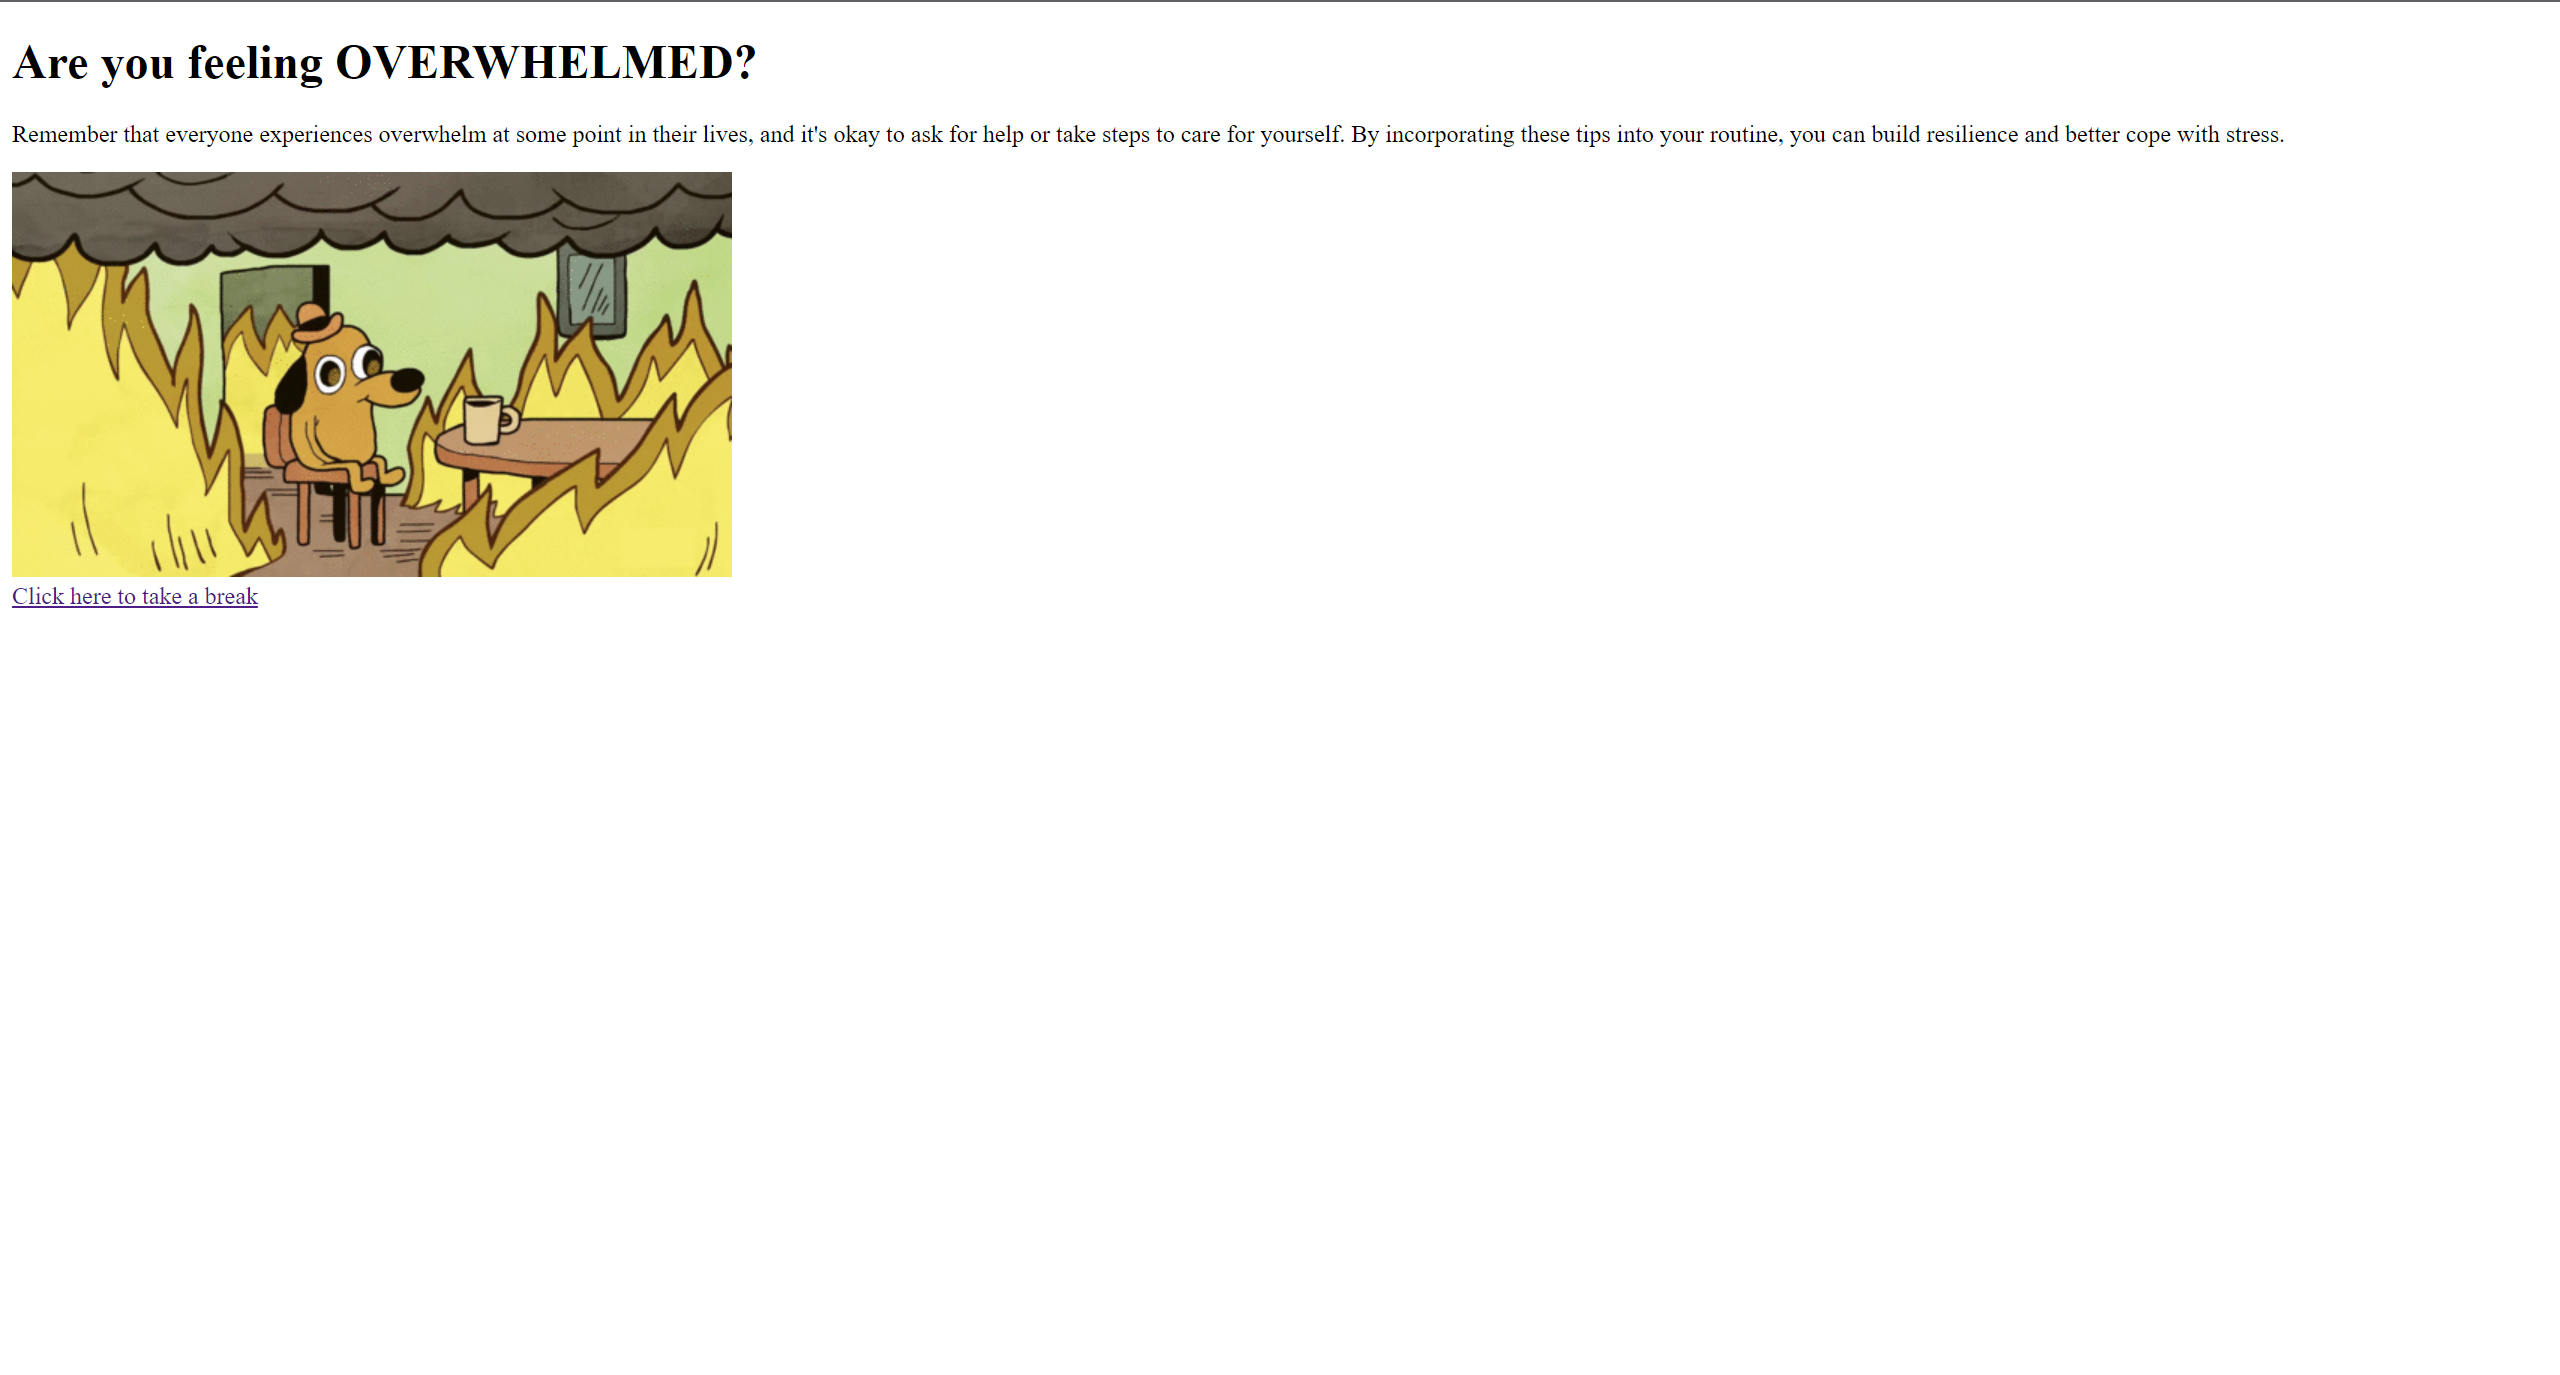 Are you feeling OVERWHELMED?
Remember that everyone experiences overwhelm at some point in their lives, and it's okay to ask for help or take steps to care for yourself. By incorporating these tips into your routine, you can build resilience and better cope with stress.
Click here to take a break